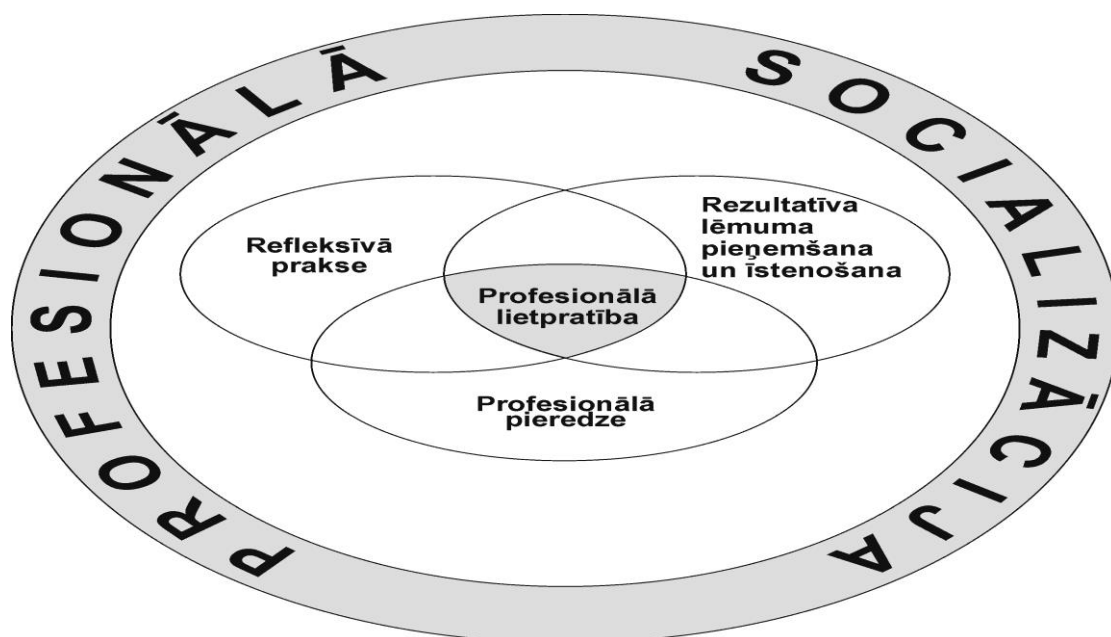 PROFESIONĀLĀ SOCIALIZĀCIJA
Refleksīvā
prakse
Rezultatīva
lēmuma
pieņemšana
un īstenošana
Profesionālā
lietpratība
Profesionālā
pieredze